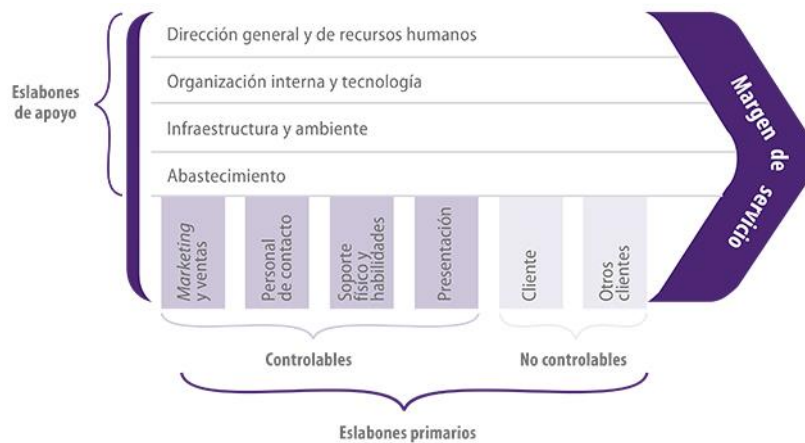 Dirección general y de recursos humanos
Eslabones
de apoyo
Organización interna y tecnología
Infraestructura y ambiente
Abastecimiento
Margen de servicio
Marketing
y ventas
Personal
de contacto
Soporte
físico y
habilidades
Presentación
Cliente
Otros
clientes
Controlables
No controlables
Eslabones primarios